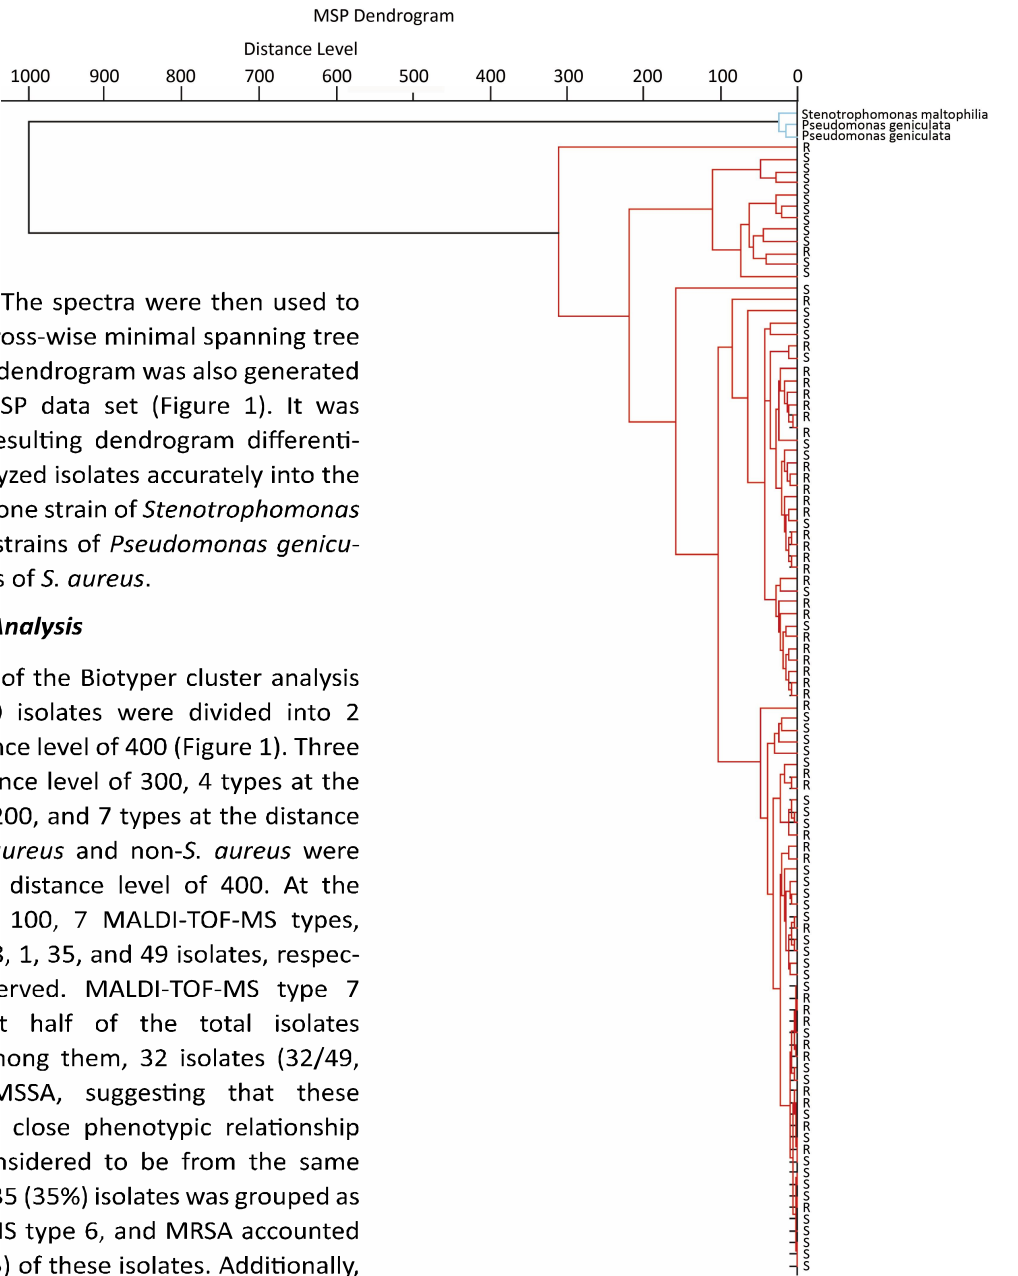 MSP Dendrogram
Distance Level
1000 900 800 700 600 500 400 300 200 100 0
Stenotrophomonas maltophilia
Pseudomonas geniculata
Pseudomonas geniculata
R
S
S
S
S
S
S
S
R
S
S
S
R
S
S
S
R
S
R
R
R
R
R
R
S
S
R
R
R
R
R
S
R
R
R
R
R
S
R
R
S
R
R
R
R
R
R
R
S
S
S
S
S
R
R
S
S
S
R
R
R
S
S
S
S
S
R
S
S
S
S
S
R
R
R
S
R
R
S
S
R
R
S
R
S
R
S
S
S
S
R
S
S
S
S
S
The spectra were then used to
oss-wise minimal spanning tree
dendrogram was also generated
SP data set (Figure 1). It was
esulting dendrogram differenti-
yzed isolates accurately into the
one strain of Stenotrophomonas
strains of Pseudomonas genicu-
s of S. aureus.
Analysis
of the Biotyper cluster analysis
) isolates were divided into 2
nce level of 400 (Figure 1). Three
ance level of 300, 4 types at the
200, and 7 types at the distance
aureus and non-S. aureus were
distance level of 400. At the
100, 7 MALDI-TOF-MS types,
3, 1, 35, and 49 isolates, respec-
erved. MALDI-TOF-MS type 7
t half of the total isolates
mong them, 32 isolates (32/49,
MSSA, suggesting that these
close phenotypic relationship
nsidered to be from the same
35 (35%) isolates was grouped as
MS type 6, and MRSA accounted
) of these isolates. Additionally,